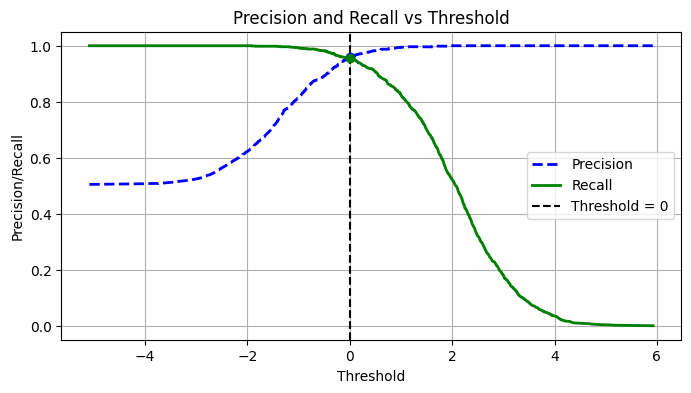 Precision and Recall vs Threshold
Precision/Recall
1.0
0.8
0.6
0.4
0.2
0.0
Precision
Recall
Threshold = 0
−4
−2
0
2
4
6
Threshold